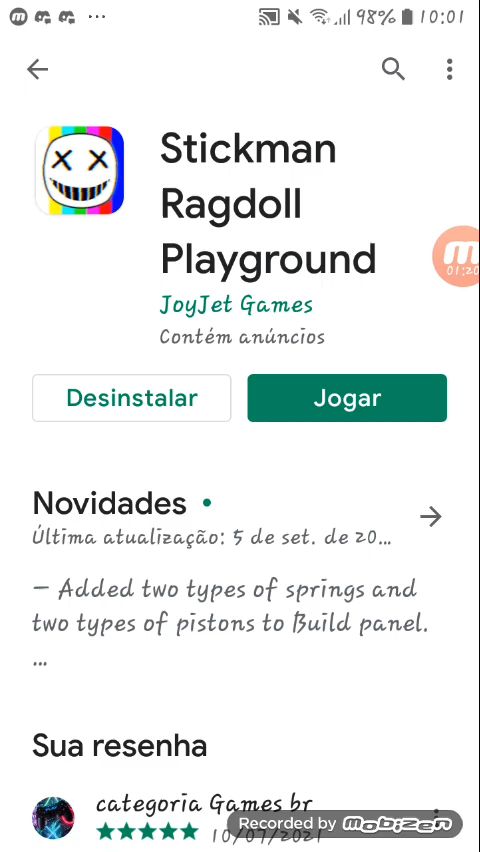 98% 10:01
Stickman
Ragdoll
Playground
m
01:20
JoyJet Games
Contém anúncios
Desinstalar
Jogar
Novidades
Última atualização: 5 de set. de 20...
— Added two types of springs and
two types of pistons to Build panel.
...
Sua resenha
categoria Games br
10/07/2021
Recorded by mobizen